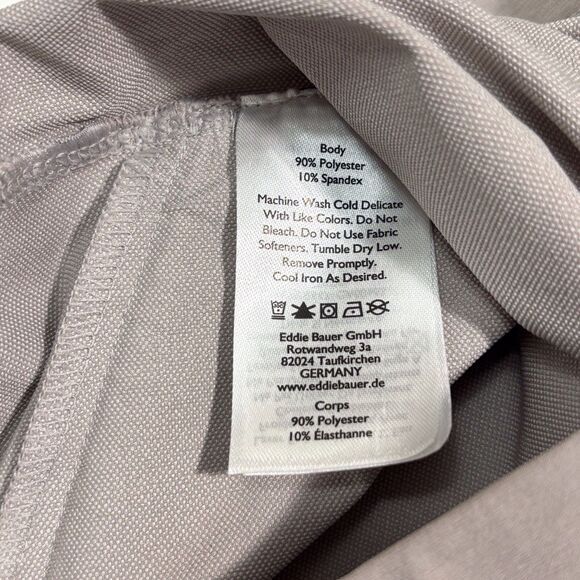 Body
90% Polyester
10% Spandex
Machine Wash Cold Delicate
With Like Colors. Do Not
Bleach. Do Not Use Fabric
Softeners. Tumble Dry Low.
Remove Promptly.
Cool Iron As Desired.
Eddie Bauer GmbH
Rotwandweg 3a
82024 Taufkirchen
GERMANY
www.eddiebauer.de
Corps
90% Polyester
10% Élasthanne